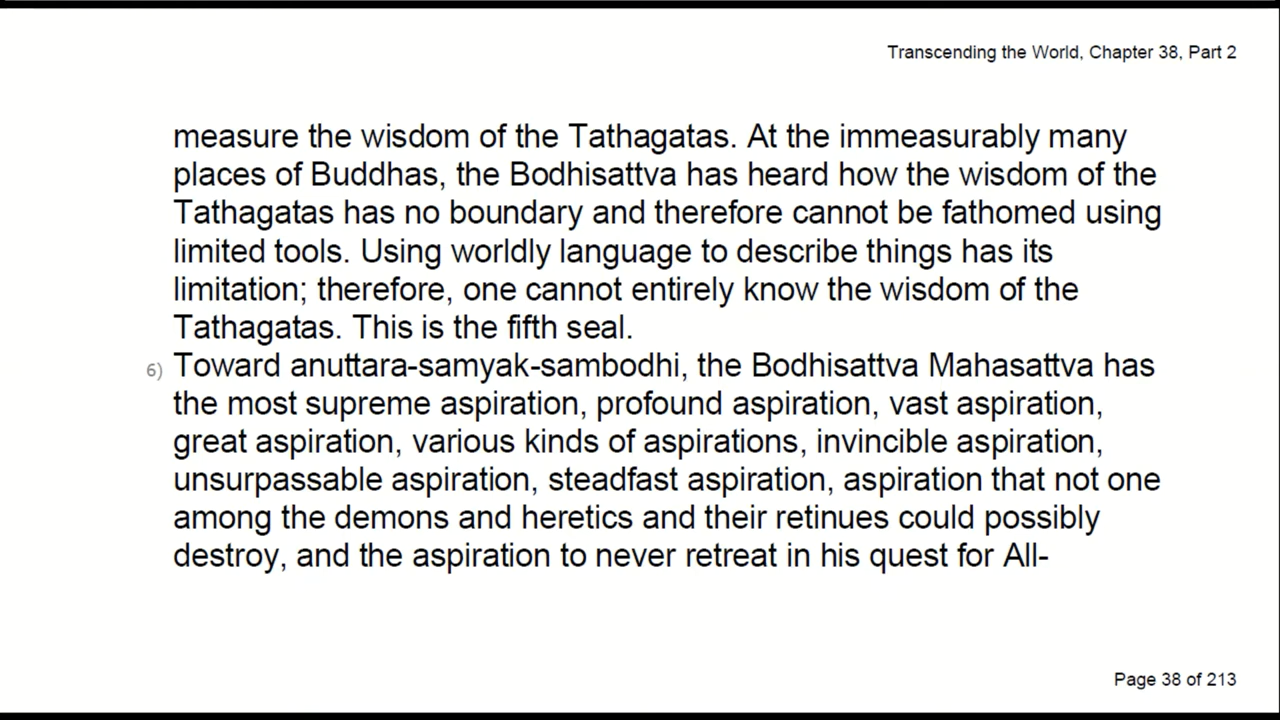 Transcending the World, Chapter 38, Part 2
measure the wisdom of the Tathagatas. At the immeasurably many
places of Buddhas, the Bodhisattva has heard how the wisdom of the
Tathagatas has no boundary and therefore cannot be fathomed using
limited tools. Using worldly language to describe things has its
limitation; therefore, one cannot entirely know the wisdom of the
Tathagatas. This is the fifth seal.
6) Toward anuttara-samyak-sambodhi, the Bodhisattva Mahasattva has
the most supreme aspiration, profound aspiration, vast aspiration,
great aspiration, various kinds of aspirations, invincible aspiration,
unsurpassable aspiration, steadfast aspiration, aspiration that not one
among the demons and heretics and their retinues could possibly
destroy, and the aspiration to never retreat in his quest for All-
Page 38 of 213